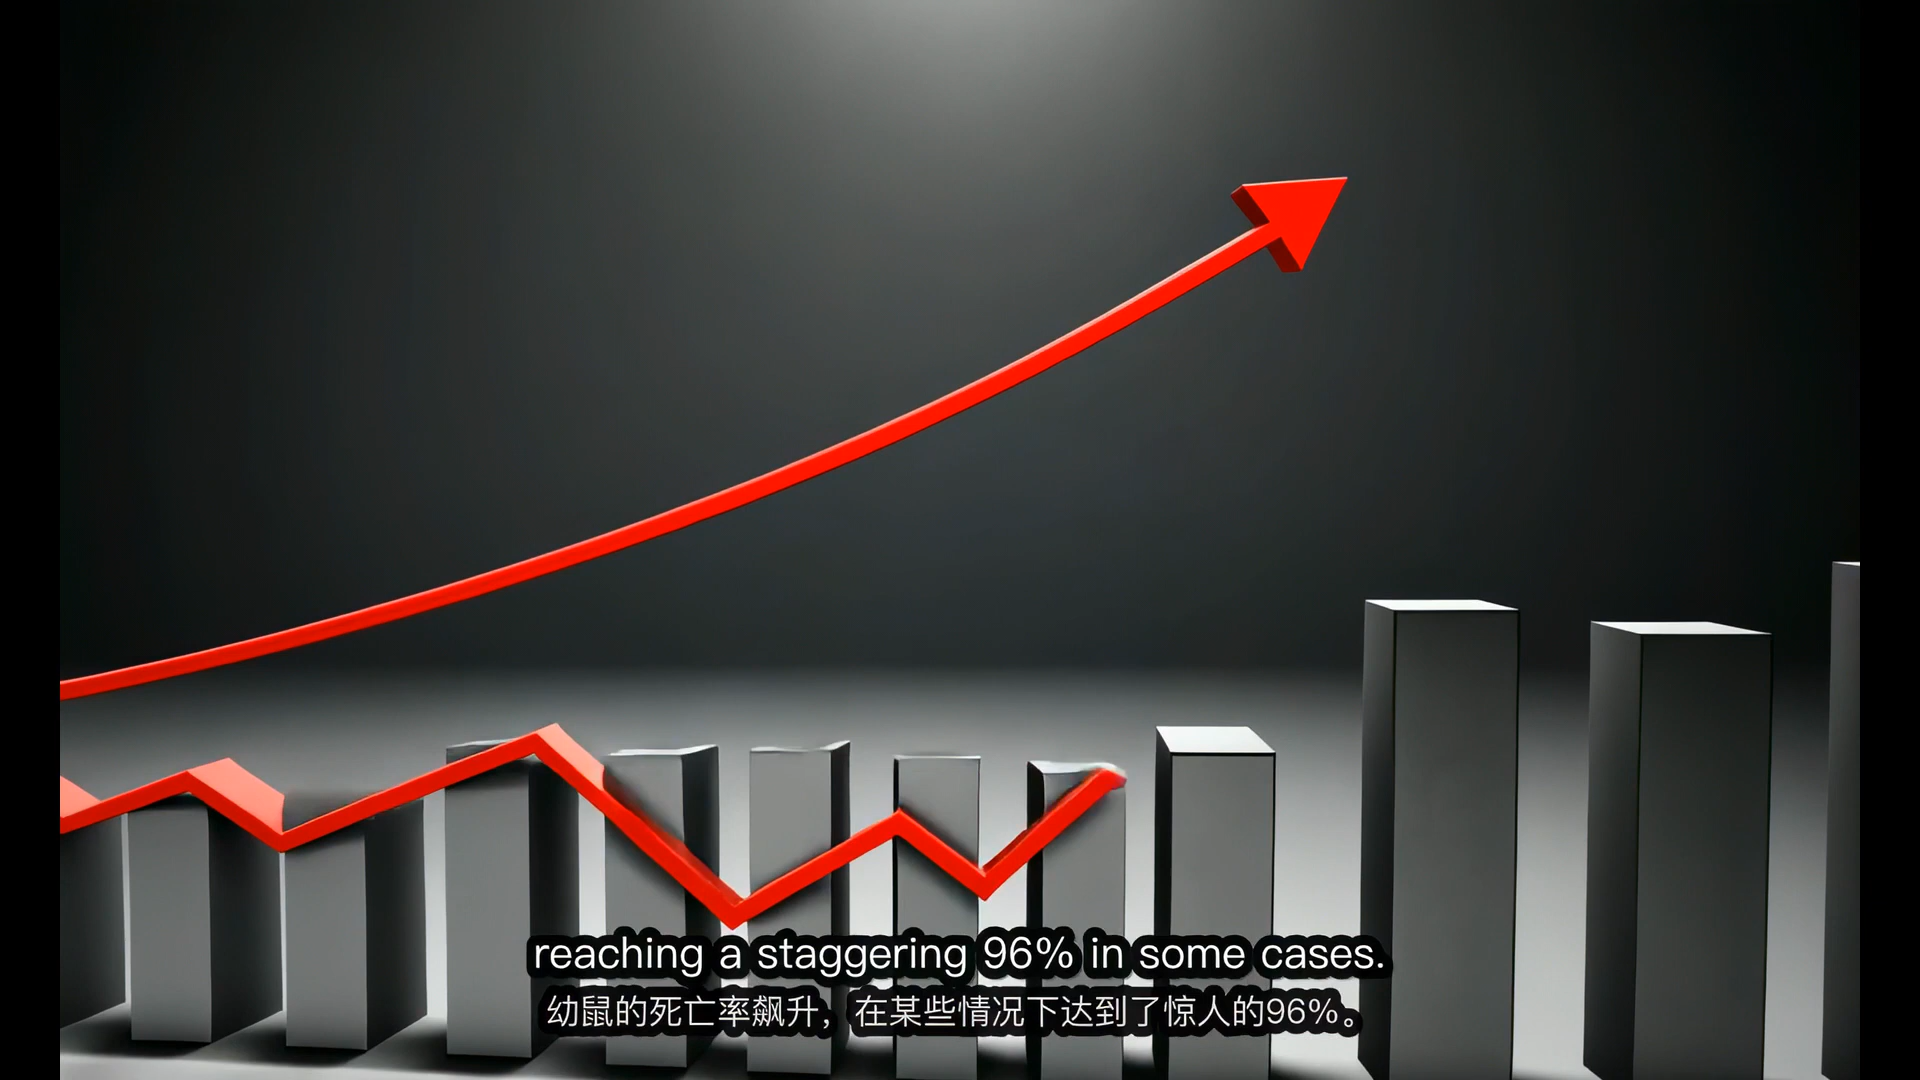 reaching a staggering 96% in some cases.
幼鼠的死亡率飙升，在某些情况下达到了惊人的96%。